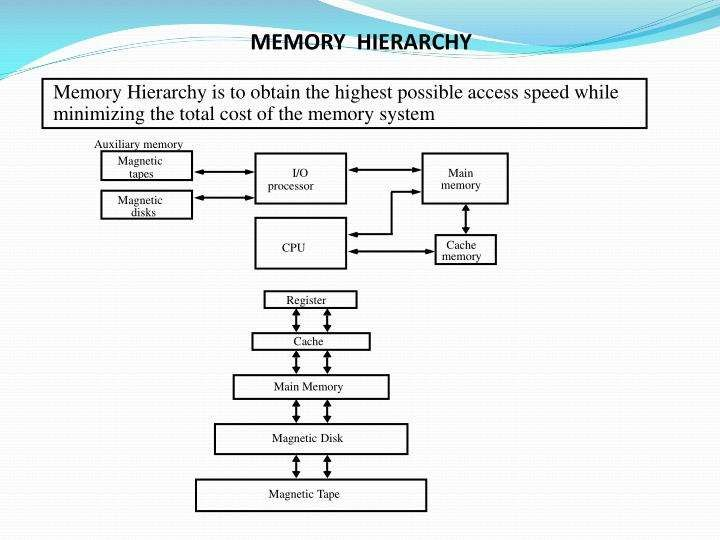 MEMORY HIERARCHY
Memory Hierarchy is to obtain the highest possible access speed while
minimizing the total cost of the memory system
Auxiliary memory
Magnetic
tapes
Magnetic
disks
I/O
processor
CPU
Main
memory
Cache
memory
Register
Cache
Main Memory
Magnetic Disk
Magnetic Tape